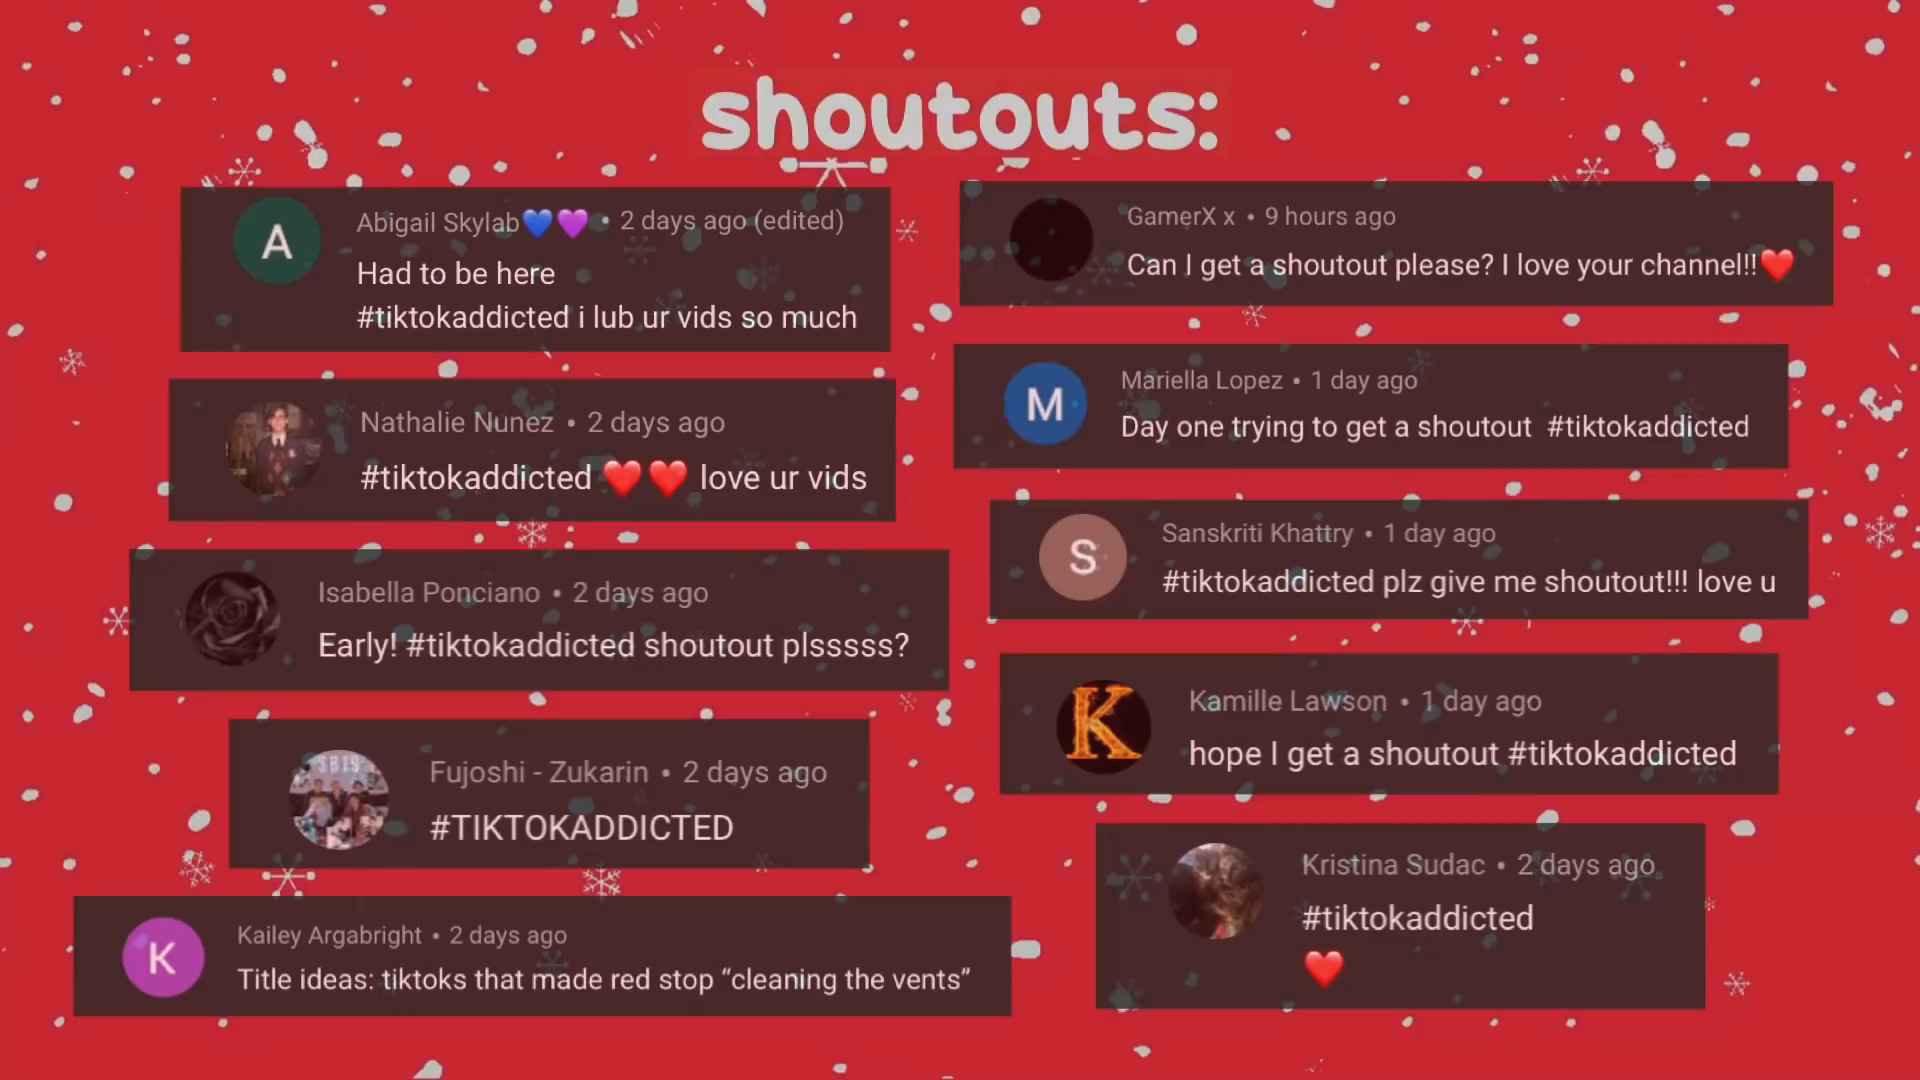 shoutouts:
A
Abigail Skylab💙💜 • 2 days ago (edited)
Had to be here
#tiktokaddicted i lub ur vids so much
Nathalie Nunez • 2 days ago
#tiktokaddicted ❤️❤️ love ur vids
Isabella Ponciano • 2 days ago
Early! #tiktokaddicted shoutout plsssss?
SB19
Fujoshi - Zukarin • 2 days ago
#TIKTOKADDICTED
K
Kailey Argabright • 2 days ago
Title ideas: tiktoks that made red stop “cleaning the vents”
GamerX x • 9 hours ago
Can I get a shoutout please? I love your channel!!❤️
M
Mariella Lopez • 1 day ago
Day one trying to get a shoutout #tiktokaddicted
S
Sanskriti Khattry • 1 day ago
#tiktokaddicted plz give me shoutout!!! love u
K
Kamille Lawson • 1 day ago
hope I get a shoutout #tiktokaddicted
Kristina Sudac • 2 days ago
#tiktokaddicted
❤️